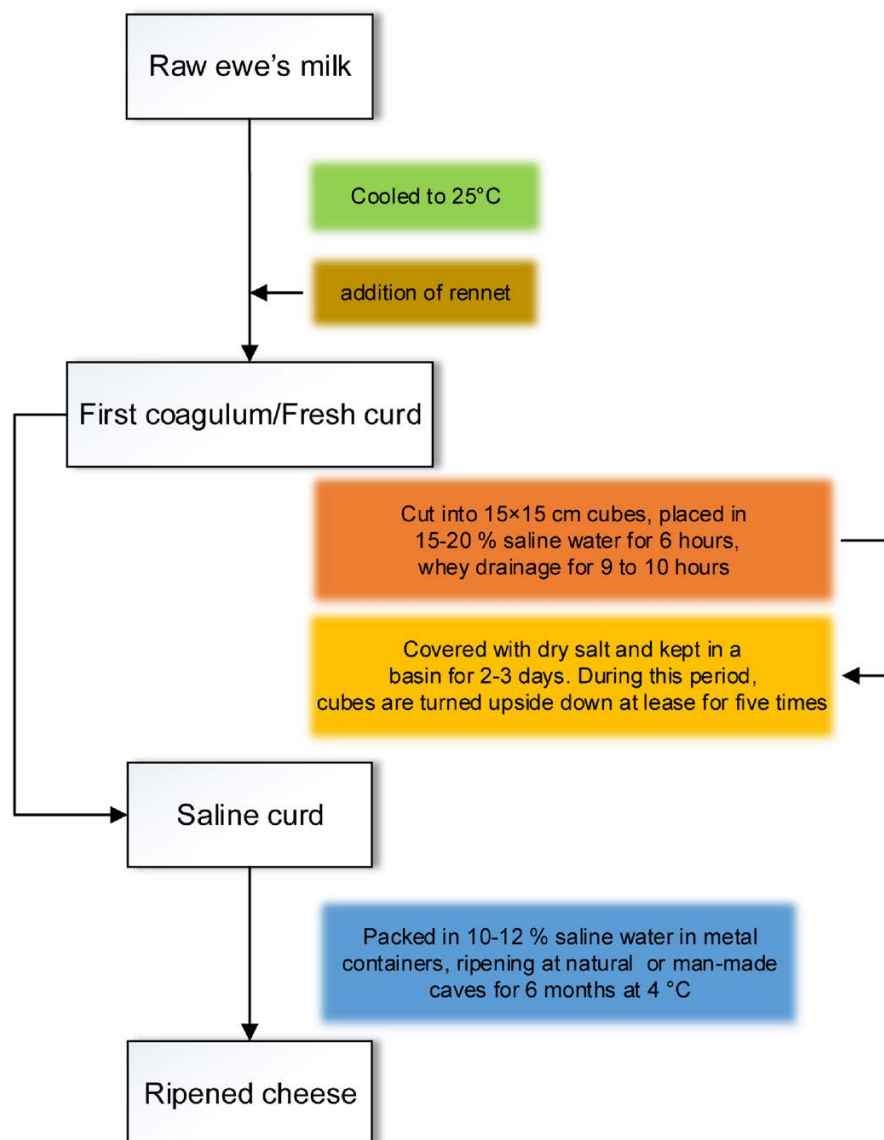 Raw ewe’s milk
Cooled to 25°C
addition of rennet
First coagulum/Fresh curd
Cut into 15×15 cm cubes, placed in
15-20 % saline water for 6 hours,
whey drainage for 9 to 10 hours
Covered with dry salt and kept in a
basin for 2-3 days. During this period,
cubes are turned upside down at lease for five times
Saline curd
Packed in 10-12 % saline water in metal
containers, ripening at natural or man-made
caves for 6 months at 4 °C
Ripened cheese